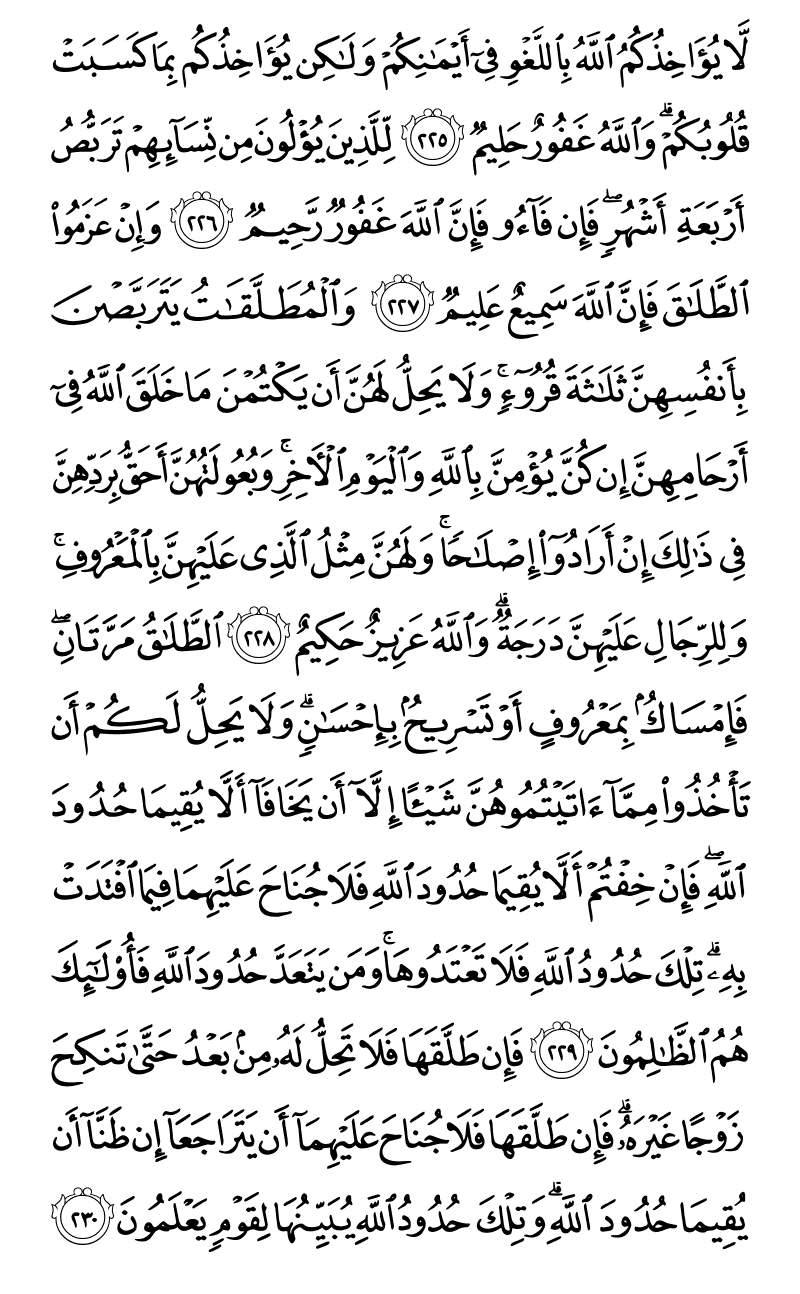 لَّا يُؤَاخِذُكُمُ ٱللَّهُ بِٱللَّغْوِ فِىٓ أَيْمَـٰنِكُمْ وَلَـٰكِن يُؤَاخِذُكُم بِمَا كَسَبَتْ
قُلُوبُكُمْ ۗ وَٱللَّهُ غَفُورٌ حَلِيمٌ ٢٢٥ لِّلَّذِينَ يُؤْلُونَ مِن نِّسَآئِهِمْ تَرَبُّصُ
أَرْبَعَةِ أَشْهُرٍ ۖ فَإِن فَآءُو فَإِنَّ ٱللَّهَ غَفُورٌ رَّحِيمٌ ٢٢٦ وَإِنْ عَزَمُوا۟
ٱلطَّلَـٰقَ فَإِنَّ ٱللَّهَ سَمِيعٌ عَلِيمٌ ٢٢٧ وَٱلْمُطَلَّقَـٰتُ يَتَرَبَّصْنَ
بِأَنفُسِهِنَّ ثَلَـٰثَةَ قُرُوٓءٍ ۚ وَلَا يَحِلُّ لَهُنَّ أَن يَكْتُمْنَ مَا خَلَقَ ٱللَّهُ فِىٓ
أَرْحَامِهِنَّ إِن كُنَّ يُؤْمِنَّ بِٱللَّهِ وَٱلْيَوْمِ ٱلْـَٔاخِرِ ۚ وَبُعُولَتُهُنَّ أَحَقُّ بِرَدِّهِنَّ
فِى ذَٰلِكَ إِنْ أَرَادُوٓا۟ إِصْلَـٰحًا ۚ وَلَهُنَّ مِثْلُ ٱلَّذِى عَلَيْهِنَّ بِٱلْمَعْرُوفِ ۚ
وَلِلرِّجَالِ عَلَيْهِنَّ دَرَجَةٌ ۗ وَٱللَّهُ عَزِيزٌ حَكِيمٌ ٢٢٨ ٱلطَّلَـٰقُ مَرَّتَانِ ۖ
فَإِمْسَاكٌۢ بِمَعْرُوفٍ أَوْ تَسْرِيحٌۢ بِإِحْسَـٰنٍ ۗ وَلَا يَحِلُّ لَكُمْ أَن
تَأْخُذُوا۟ مِمَّآ ءَاتَيْتُمُوهُنَّ شَيْـًٔا إِلَّآ أَن يَخَافَآ أَلَّا يُقِيمَا حُدُودَ
ٱللَّهِ ۖ فَإِنْ خِفْتُمْ أَلَّا يُقِيمَا حُدُودَ ٱللَّهِ فَلَا جُنَاحَ عَلَيْهِمَا فِيمَا ٱفْتَدَتْ
بِهِۦ ۗ تِلْكَ حُدُودُ ٱللَّهِ فَلَا تَعْتَدُوهَا ۚ وَمَن يَتَعَدَّ حُدُودَ ٱللَّهِ فَأُو۟لَـٰٓئِكَ
هُمُ ٱلظَّـٰلِمُونَ ٢٢٩ فَإِن طَلَّقَهَا فَلَا تَحِلُّ لَهُۥ مِنۢ بَعْدُ حَتَّىٰ تَنكِحَ
زَوْجًا غَيْرَهُۥ ۗ فَإِن طَلَّقَهَا فَلَا جُنَاحَ عَلَيْهِمَآ أَن يَتَرَاجَعَآ إِن ظَنَّآ أَن
يُقِيمَا حُدُودَ ٱللَّهِ ۗ وَتِلْكَ حُدُودُ ٱللَّهِ يُبَيِّنُهَا لِقَوْمٍ يَعْلَمُونَ ٢٣٠